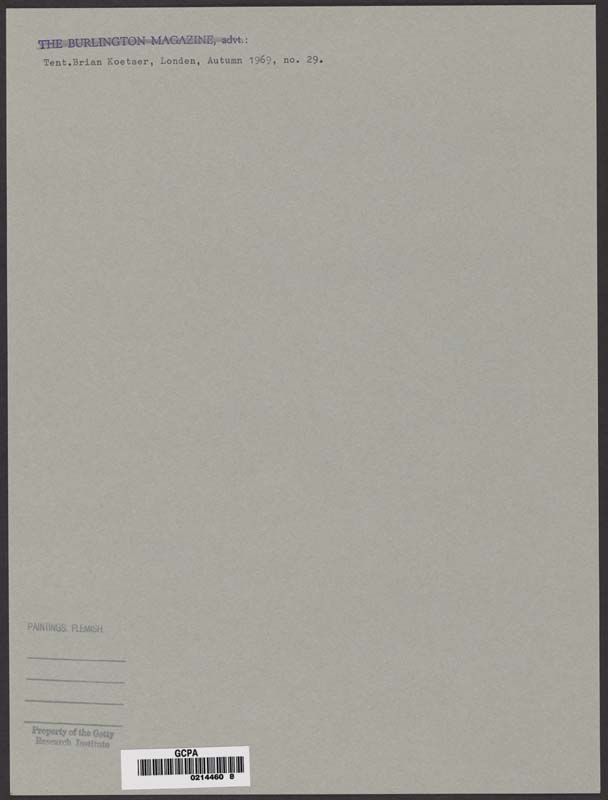 THE BURLINGTON MAGAZINE, advt.:
Tent.Brian Koetser, Londen, Autumn 1969, no. 29.
PAINTINGS: FLEMISH.
Property of the Getty
Research Institute
GCPA
0214460 8